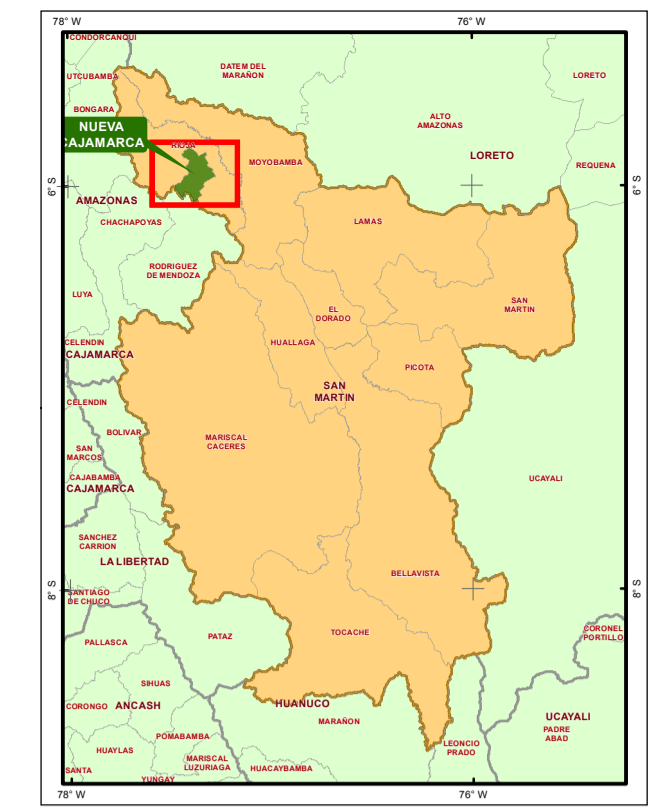 78° W
76° W
CONDORCANQUI
DATEM DEL
MARAÑON
UTCUBAMBA
LORETO
BONGARA
ALTO
AMAZONAS
NUEVA
CAJAMARCA
RIOJA
MOYOBAMBA
LORETO
REQUENA
6° S
6° S
AMAZONAS
CHACHAPOYAS
LAMAS
RODRIGUEZ
DE MENDOZA
LUYA
SAN
MARTIN
EL
DORADO
CELENDIN
CAJAMARCA
HUALLAGA
PICOTA
SAN
MARTIN
CELENDIN
BOLIVAR
MARISCAL
CACERES
SAN
MARCOS
CAJABAMBA
CAJAMARCA
UCAYALI
SANCHEZ
CARRION
LA LIBERTAD
BELLAVISTA
8° S
8° S
SANTIAGO
DE CHUCO
PALLASCA
PATAZ
TOCACHE
CORONEL
PORTILLO
SIHUAS
CORONGO
ANCASH
HUANUCO
MARAÑON
UCAYALI
PADRE
ABAD
POMABAMBA
HUAYLAS
LEONCIO
PRADO
MARISCAL
LUZURIAGA
HUACAYBAMBA
SANTA
YUNGAY
78° W
76° W